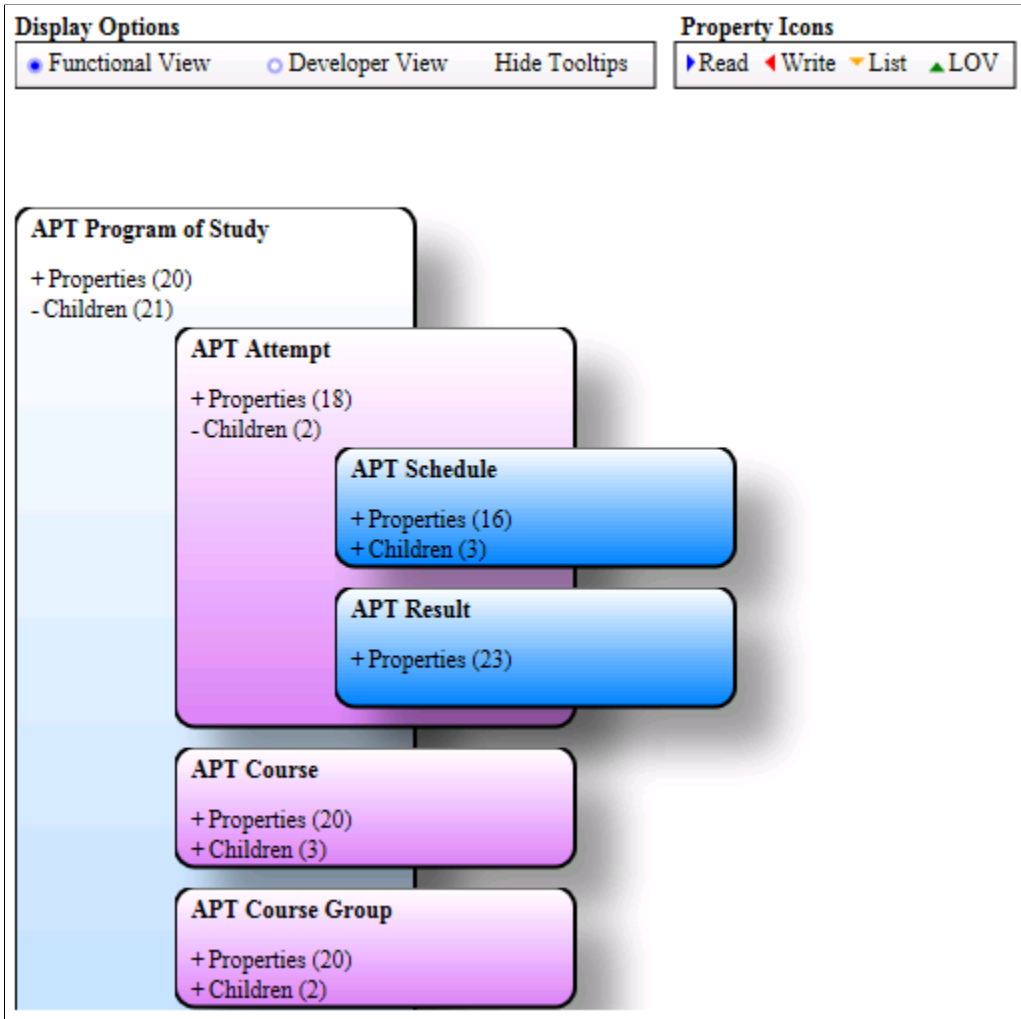 Display Options
Property Icons
Functional View Developer View Hide Tooltips
Read Write List LOV
APT Program of Study
+ Properties (20)
- Children (21)
APT Attempt
+ Properties (18)
- Children (2)
APT Schedule
+ Properties (16)
+ Children (3)
APT Result
+ Properties (23)
APT Course
+ Properties (20)
+ Children (3)
APT Course Group
+ Properties (20)
+ Children (2)